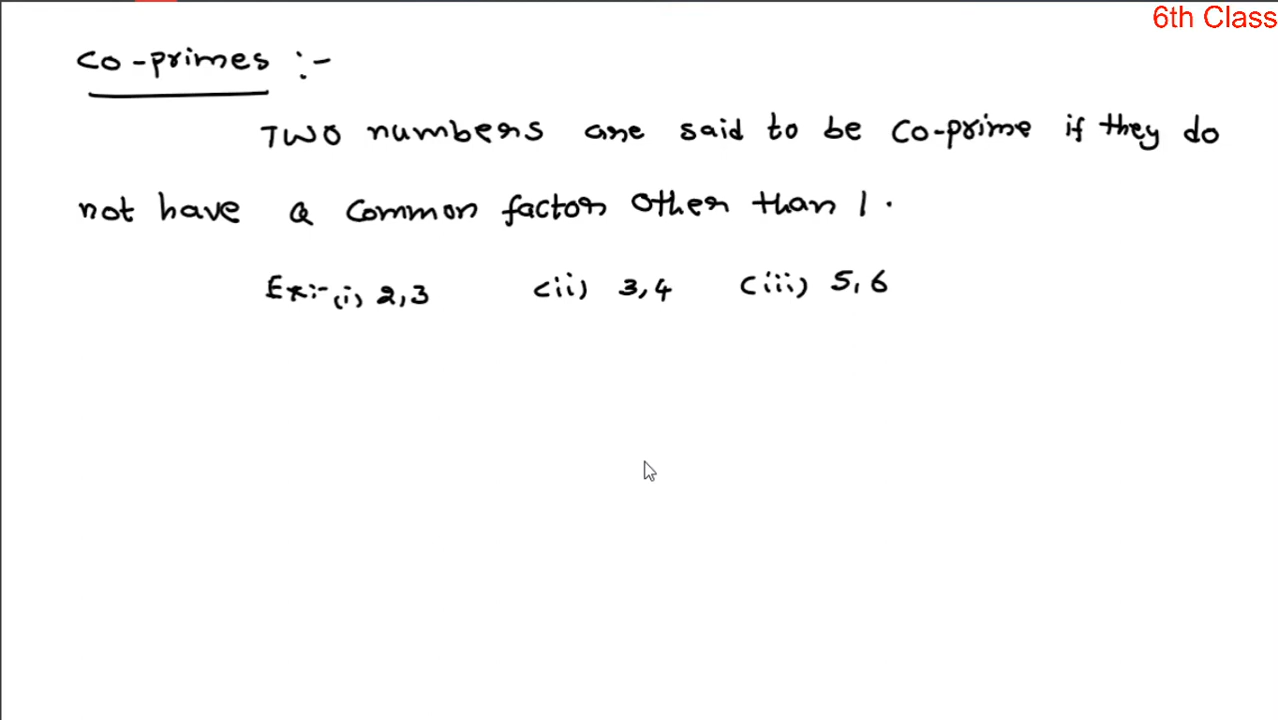 6th Class
Co-primes :-
Two numbers are said to be co-prime if they do
not have a common factor other than 1.
Ex:- (i) 2,3 (ii) 3,4 (iii) 5,6